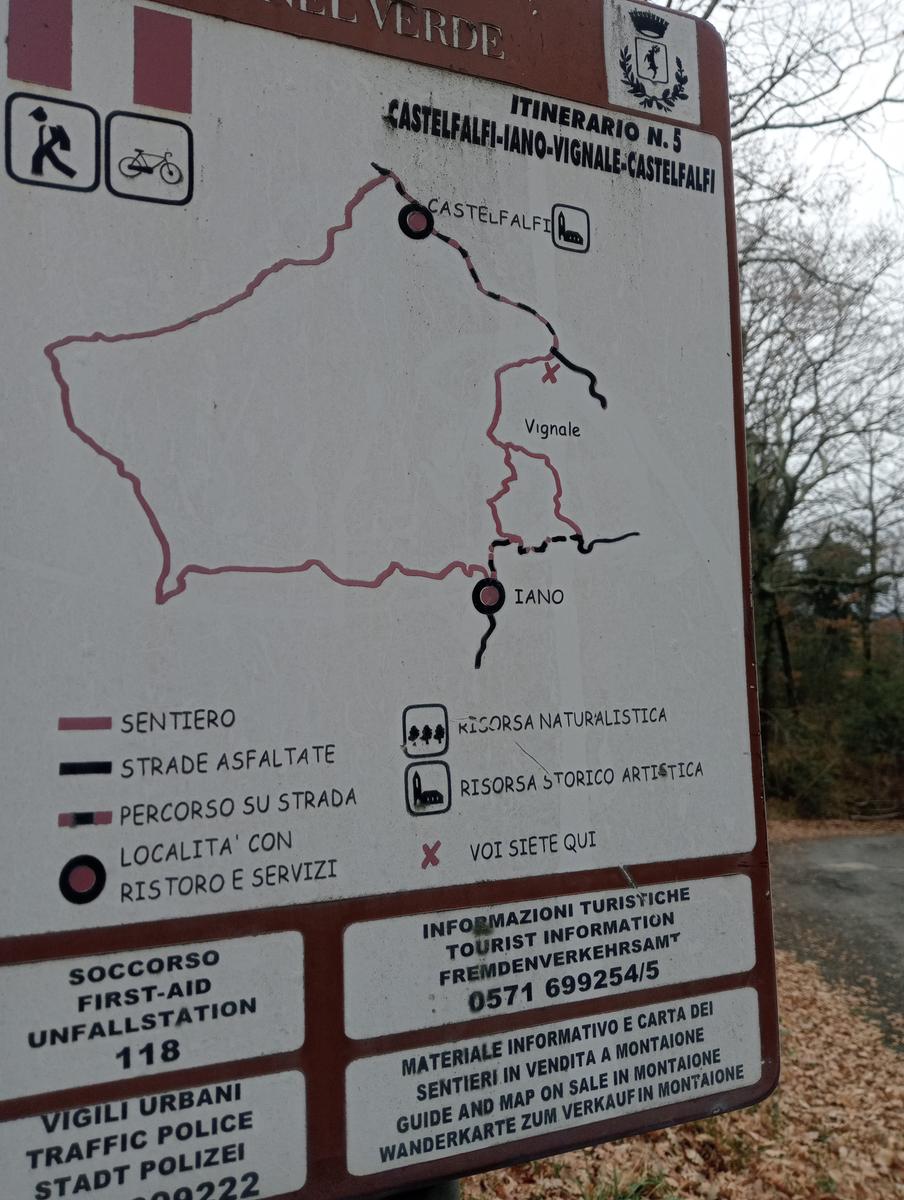 VERDE
ITINERARIO N. 5
CASTELFALFI-IANO-VIGNALE-CASTELFALFI
CASTELFALFI
Vignale
IANO
SENTIERO
STRADE ASFALTATE
PERCORSO SU STRADA
LOCALITA' CON
RISTORO E SERVIZI
RISORSA NATURALISTICA
RISORSA STORICO ARTISTICA
VOI SIETE QUI
SOCCORSO
FIRST-AID
UNFALLSTATION
118
INFORMAZIONI TURISTICHE
TOURIST INFORMATION
FREMDENVERKEHRSAMT
0571 699254/5
VIGILI URBANI
TRAFFIC POLICE
STADT POLIZEI
MATERIALE INFORMATIVO E CARTA DEI
SENTIERI IN VENDITA A MONTAIONE
GUIDE AND MAP ON SALE IN MONTAIONE
WANDERKARTE ZUM VERKAUF IN MONTAIONE